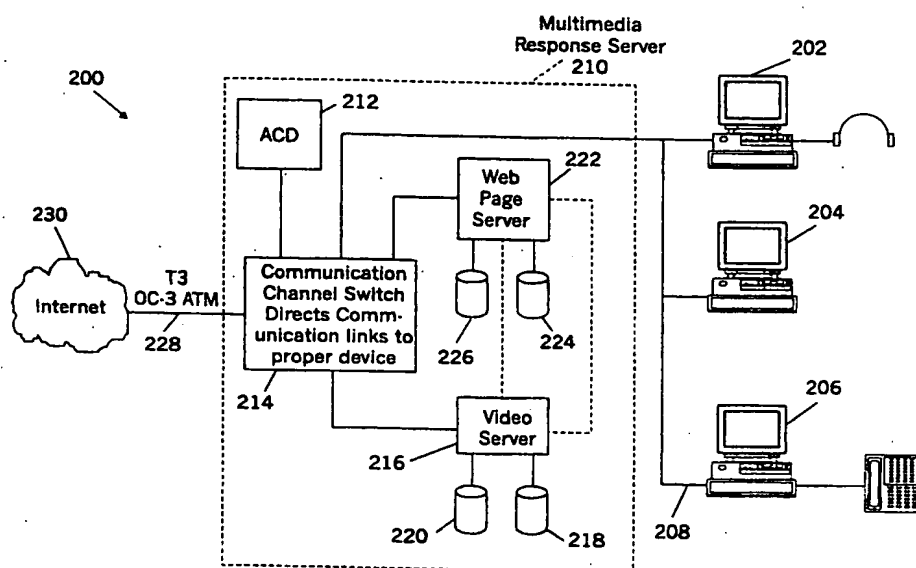 Multimedia
Response Server
210
202
200
212
ACD
222
Web
Page
Server
204
230
Internet
T3
OC-3 ATM
228
Communication
Channel Switch
Directs Comm-
unication links to
proper device
214
226
224
206
Video
Server
216
220
218
208